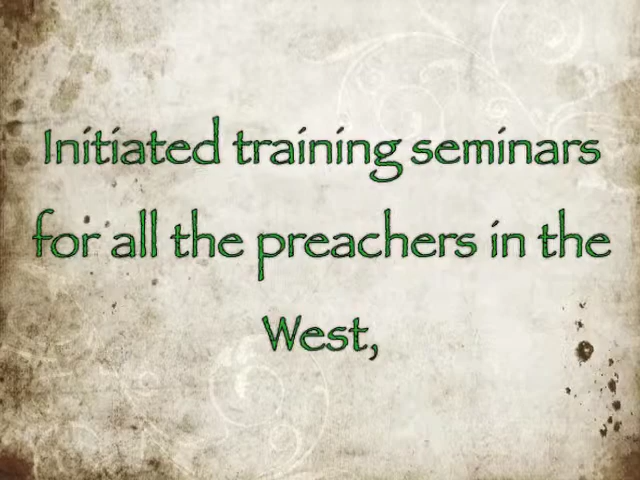 Initiated training seminars
for all the preachers in the
West,